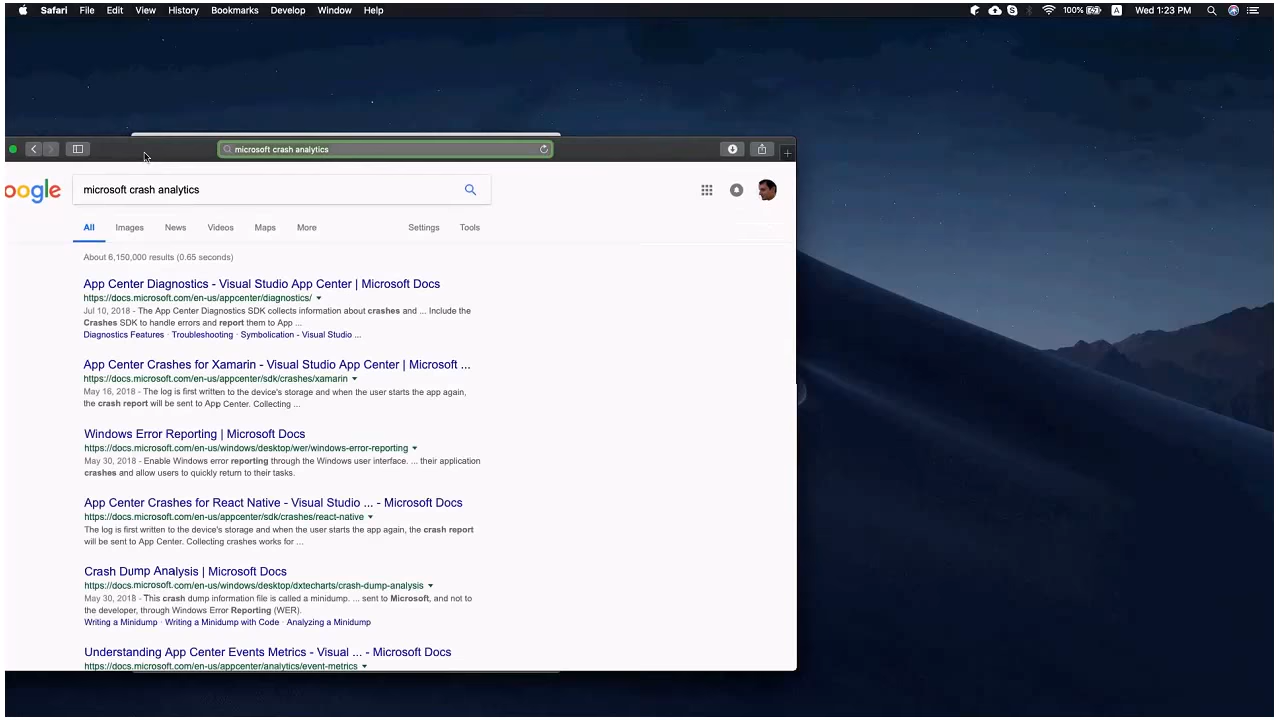 Safari File Edit View History Bookmarks Develop Window Help 100% A Wed 1:23 PM
microsoft crash analytics
oogle microsoft crash analytics
All Images News Videos Maps More Settings Tools
About 6,150,000 results (0.65 seconds)
App Center Diagnostics - Visual Studio App Center | Microsoft Docs
https://docs.microsoft.com/en-us/appcenter/diagnostics/
Jul 10, 2018 - The App Center Diagnostics SDK collects information about crashes and ... Include the
Crashes SDK to handle errors and report them to App ...
Diagnostics Features · Troubleshooting · Symbolication - Visual Studio ...
App Center Crashes for Xamarin - Visual Studio App Center | Microsoft ...
https://docs.microsoft.com/en-us/appcenter/sdk/crashes/xamarin
May 16, 2018 - The log is first written to the device's storage and when the user starts the app again,
the crash report will be sent to App Center. Collecting ...
Windows Error Reporting | Microsoft Docs
https://docs.microsoft.com/en-us/windows/desktop/wer/windows-error-reporting
May 30, 2018 - Enable Windows error reporting through the Windows user interface. ... their application
crashes and allow users to quickly return to their tasks.
App Center Crashes for React Native - Visual Studio ... - Microsoft Docs
https://docs.microsoft.com/en-us/appcenter/sdk/crashes/react-native
The log is first written to the device's storage and when the user starts the app again, the crash report
will be sent to App Center. Collecting crashes works for ...
Crash Dump Analysis | Microsoft Docs
https://docs.microsoft.com/en-us/windows/desktop/dxtecharts/crash-dump-analysis
May 30, 2018 - This crash dump information file is called a minidump. ... sent to Microsoft, and not to
the developer, through Windows Error Reporting (WER).
Writing a Minidump · Writing a Minidump with Code · Analyzing a Minidump
Understanding App Center Events Metrics - Visual ... - Microsoft Docs
https://docs.microsoft.com/en-us/appcenter/analytics/event-metrics